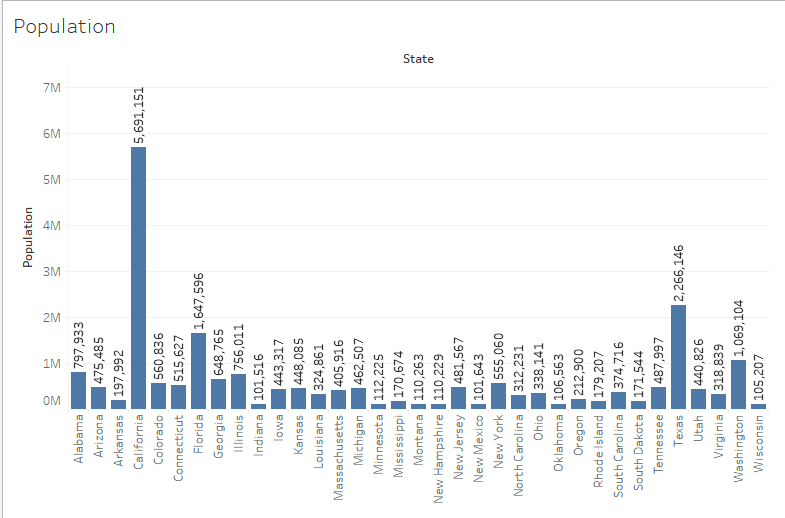 Population
State
Population
7M
6M
5M
4M
3M
2M
1M
0M
797,933
475,485
197,992
5,691,151
560,836
515,627
1,647,596
648,765
756,011
101,516
443,317
448,085
324,861
405,916
462,507
112,225
170,674
110,263
110,229
481,567
101,643
555,060
312,231
338,141
106,563
212,900
179,207
374,716
171,544
487,997
2,266,146
440,826
318,839
1,069,104
105,207
Alabama
Arizona
Arkansas
California
Colorado
Connecticut
Florida
Georgia
Illinois
Indiana
Iowa
Kansas
Louisiana
Massachusetts
Michigan
Minnesota
Mississippi
Montana
New Hampshire
New Jersey
New Mexico
New York
North Carolina
Ohio
Oklahoma
Oregon
Rhode Island
South Carolina
South Dakota
Tennessee
Texas
Utah
Virginia
Washington
Wisconsin